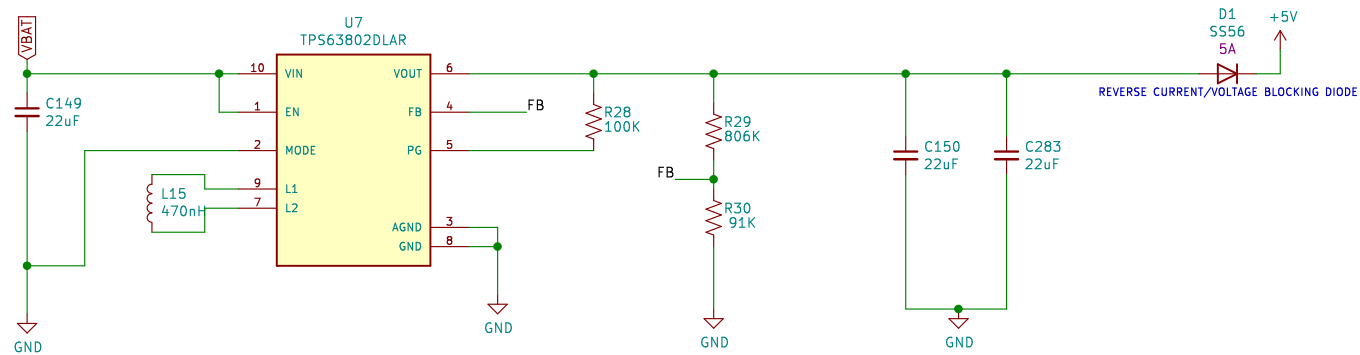 VBAT
C149
22uF
GND
L15
470nH
U7
TPS63802DLAR
10 VIN
1 EN
2 MODE
9 L1
7 L2
VOUT 6
FB 4
PG 5
AGND 3
GND 8
FB
GND
R28
100K
R29
806K
FB
R30
91K
GND
C150
22uF
C283
22uF
GND
D1
SS56
5A
+5V
REVERSE CURRENT/VOLTAGE BLOCKING DIODE